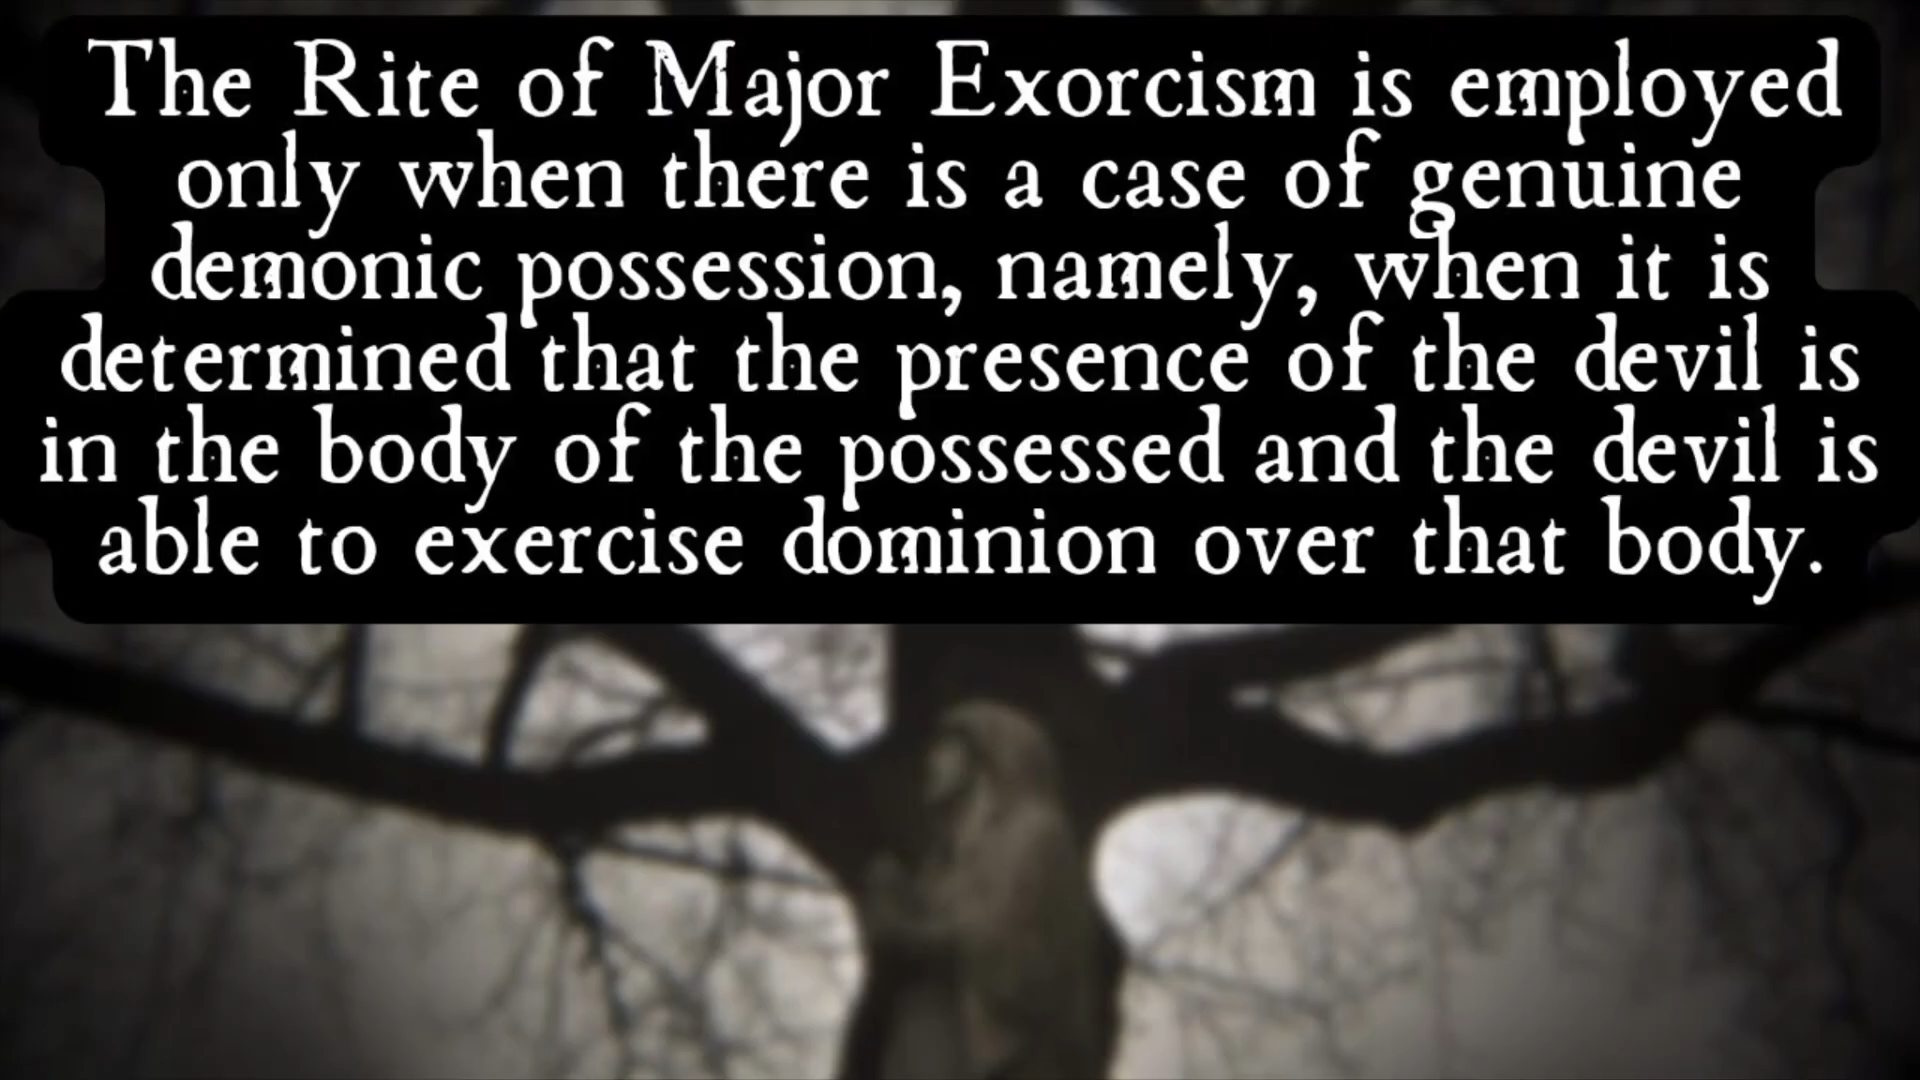 The Rite of Major Exorcism is employed
only when there is a case of genuine
demonic possession, namely, when it is
determined that the presence of the devil is
in the body of the possessed and the devil is
able to exercise dominion over that body.